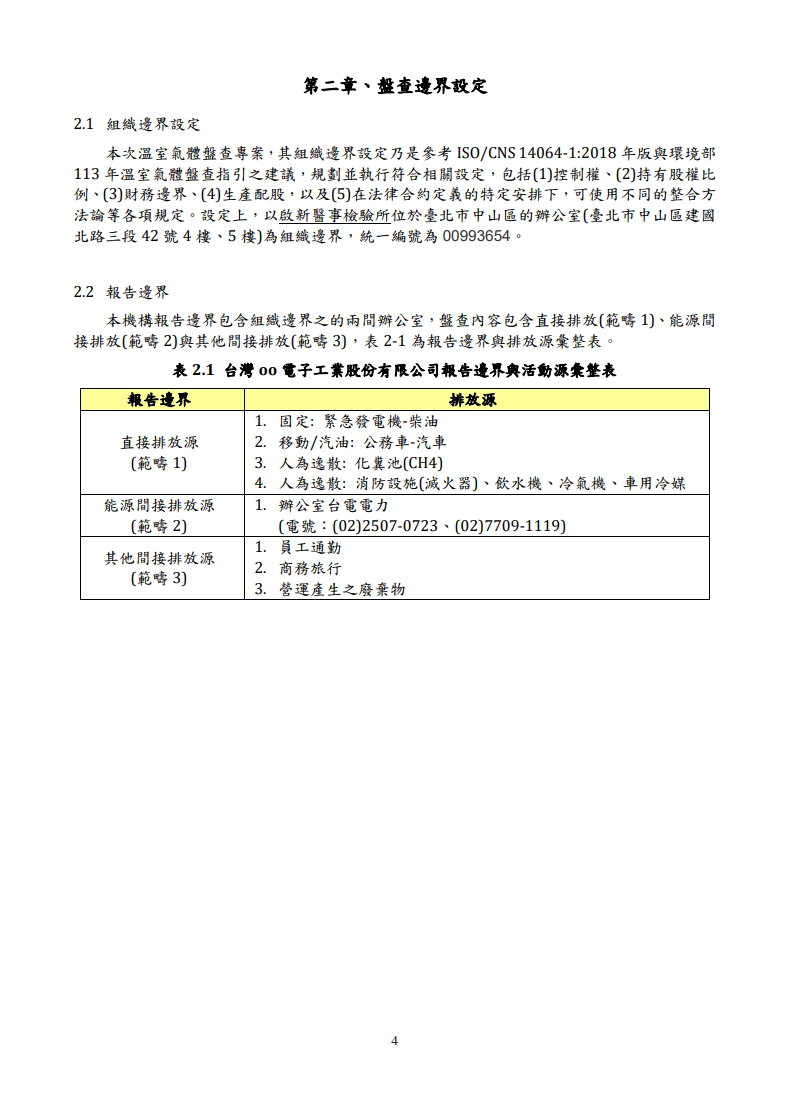 第二章、盤查邊界設定
2.1 組織邊界設定
本次溫室氣體盤查專案，其組織邊界設定乃是參考 ISO/CNS 14064-1:2018 年版與環境部
113 年溫室氣體盤查指引之建議，規劃並執行符合相關設定，包括(1)控制權、(2)持有股權比
例、(3)財務邊界、(4)生產配股，以及(5)在法律合約定義的特定安排下，可使用不同的整合方
法論等各項規定。設定上，以啟新醫事檢驗所位於臺北市中山區的辦公室(臺北市中山區建國
北路三段 42 號 4 樓、5 樓)為組織邊界，統一編號為 00993654。
2.2 報告邊界
本機構報告邊界包含組織邊界之的兩間辦公室，盤查內容包含直接排放(範疇 1)、能源間
接排放(範疇 2)與其他間接排放(範疇 3)，表 2-1 為報告邊界與排放源彙整表。
表 2.1 台灣 oo 電子工業股份有限公司報告邊界與活動源彙整表
報告邊界 排放源
直接排放源
(範疇 1)
1. 固定: 緊急發電機-柴油
2. 移動/汽油: 公務車-汽車
3. 人為逸散: 化糞池(CH4)
4. 人為逸散: 消防設施(滅火器)、飲水機、冷氣機、車用冷媒
能源間接排放源
(範疇 2)
1. 辦公室台電電力
(電號：(02)2507-0723、(02)7709-1119)
其他間接排放源
(範疇 3)
1. 員工通勤
2. 商務旅行
3. 營運產生之廢棄物
4